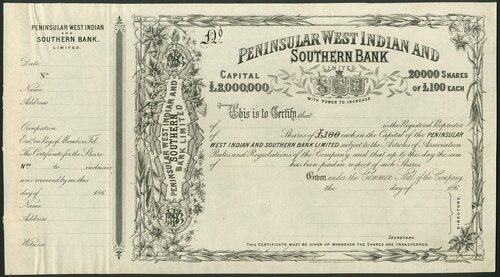 PENINSULAR WEST INDIAN
AND
SOUTHERN BANK.
LIMITED.
Date
No
Name
Address
Occupation
Ent. on Reg. of Members Fol.
The Certificate for the Share
Nos. inclusive
was received by me this
day of 186
Name
Address
Witness
PENINSULAR WEST INDIAN AND
SOUTHERN
BANK LIMITED
No.
PENINSULAR WEST INDIAN AND
SOUTHERN BANK
LIMITED
CAPITAL
£2,000,000
20000 SHARES
OF £100 EACH
WITH POWER TO INCREASE.
This is to Certify that
of is the Registered Proprietor
of Shares of £100 each in the Capital of the PENINSULAR
WEST INDIAN AND SOUTHERN BANK LIMITED subject to the Articles of Association
Rules and Regulations of the Company, and that up to this day the sum
of has been paid in respect of such Shares
Given under the Common Seal of the Company,
the day of 186
DIRECTORS.
SECRETARY.
THIS CERTIFICATE MUST BE GIVEN UP WHENEVER THE SHARES ARE TRANSFERRED.